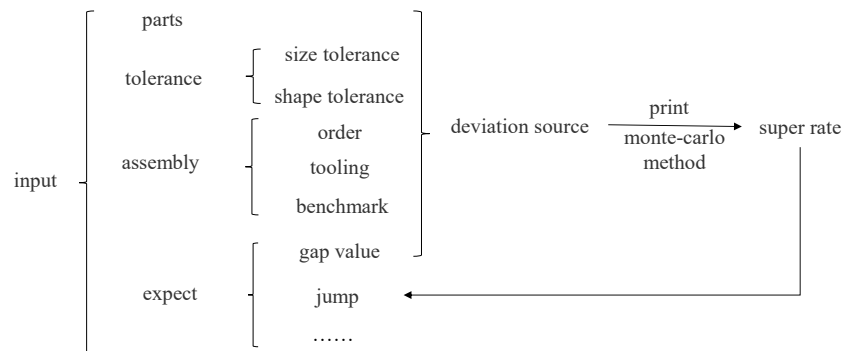 parts
size tolerance
tolerance
shape tolerance
print
deviation source
super rate
order
monte-carlo
method
assembly
tooling
input
benchmark
gap value
expect
jump
……